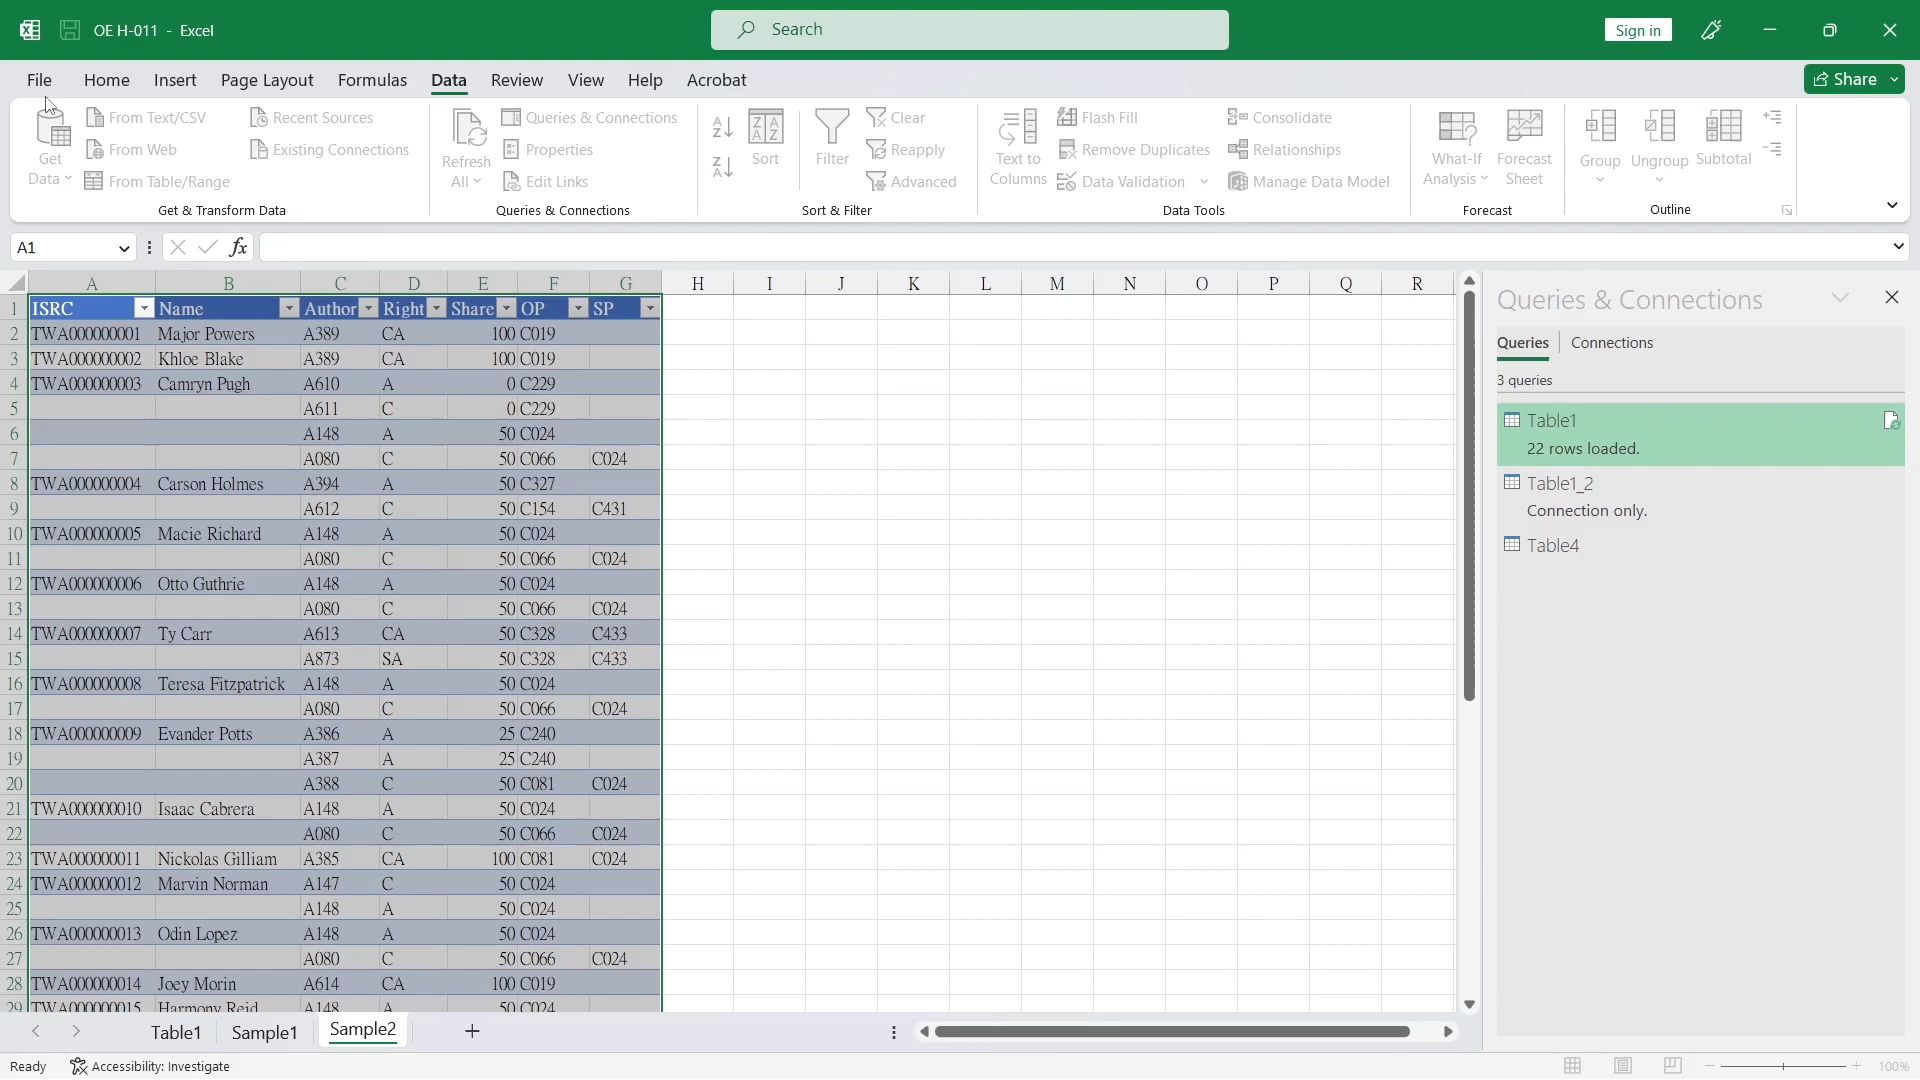 OE H-011 - Excel
Search
Sign in
File Home Insert Page Layout Formulas Data Review View Help Acrobat
Share
Get Data
From Text/CSV
From Web
From Table/Range
Recent Sources
Existing Connections
Get & Transform Data
Refresh All
Queries & Connections
Properties
Edit Links
Queries & Connections
Sort
Filter
Clear
Reapply
Advanced
Sort & Filter
Text to Columns
Flash Fill
Remove Duplicates
Data Validation
Consolidate
Relationships
Manage Data Model
Data Tools
What-If Analysis
Forecast Sheet
Forecast
Group
Ungroup
Subtotal
Outline
A1
fx
A B C D E F G H I J K L M N O P Q R
1 ISRC Name Author Right Share OP SP
2 TWA000000001 Major Powers A389 CA 100 C019
3 TWA000000002 Khloe Blake A389 CA 100 C019
4 TWA000000003 Camryn Pugh A610 A 0 C229
5 A611 C 0 C229
6 A148 A 50 C024
7 A080 C 50 C066 C024
8 TWA000000004 Carson Holmes A394 A 50 C327
9 A612 C 50 C154 C431
10 TWA000000005 Macie Richard A148 A 50 C024
11 A080 C 50 C066 C024
12 TWA000000006 Otto Guthrie A148 A 50 C024
13 A080 C 50 C066 C024
14 TWA000000007 Ty Carr A613 CA 50 C328 C433
15 A873 SA 50 C328 C433
16 TWA000000008 Teresa Fitzpatrick A148 A 50 C024
17 A080 C 50 C066 C024
18 TWA000000009 Evander Potts A386 A 25 C240
19 A387 A 25 C240
20 A388 C 50 C081 C024
21 TWA000000010 Isaac Cabrera A148 A 50 C024
22 A080 C 50 C066 C024
23 TWA000000011 Nickolas Gilliam A385 CA 100 C081 C024
24 TWA000000012 Marvin Norman A147 C 50 C024
25 A148 A 50 C024
26 TWA000000013 Odin Lopez A148 A 50 C024
27 A080 C 50 C066 C024
28 TWA000000014 Joey Morin A614 CA 100 C019
29 TWA000000015 Harmony Reid A148 A 50 C024
Queries & Connections
Queries Connections
3 queries
Table1
22 rows loaded.
Table1_2
Connection only.
Table4
Table1 Sample1 Sample2
Ready
Accessibility: Investigate
100%